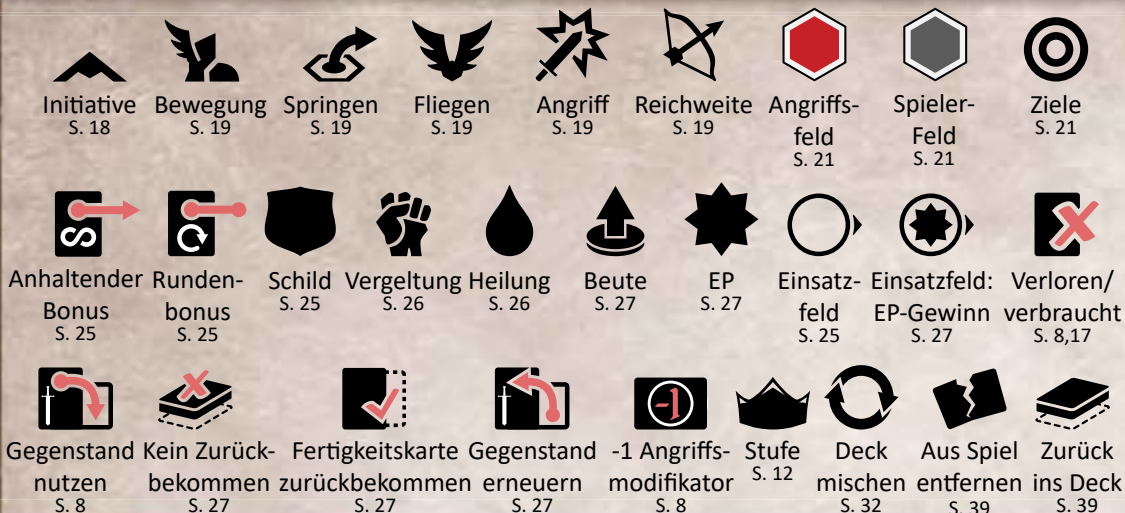 Initiative Bewegung Springen Fliegen Angriff Reichweite Angriffs- Spieler- Ziele
S. 18 S. 19 S. 19 S. 19 S. 19 S. 19 feld Feld S. 21
S. 21 S. 21
Anhaltender Runden- Schild Vergeltung Heilung Beute EP Einsatz- Einsatzfeld: Verloren/
Bonus bonus S. 25 S. 26 S. 26 S. 27 S. 27 feld EP-Gewinn verbraucht
S. 25 S. 25 S. 25 S. 27 S. 8,17
-1
Gegenstand Kein Zurück- Fertigkeitskarte Gegenstand -1 Angriffs- Stufe Deck Aus Spiel Zurück
nutzen bekommen zurückbekommen erneuern modifikator S. 12 mischen entfernen ins Deck
S. 8 S. 27 S. 27 S. 27 S. 8 S. 32 S. 39 S. 39